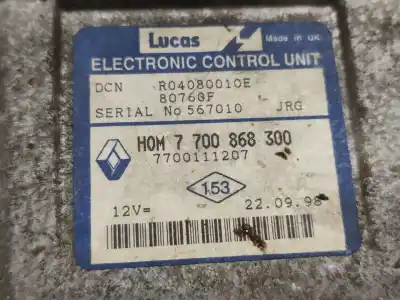 Lucas Made in UK
ELECTRONIC CONTROL UNIT
DCN R04080010E
80760F
SERIAL No 567010 JRG
HOM 7 700 868 300
7700111207
153
12V= 22.09.98